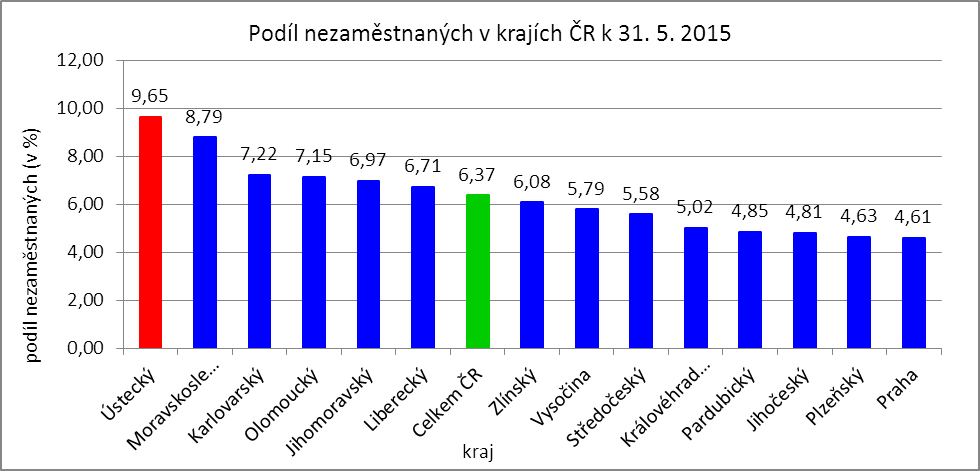 Podíl nezaměstnaných v krajích ČR k 31. 5. 2015
podíl nezaměstnaných (v %)
12,00
10,00
8,00
6,00
4,00
2,00
0,00
9,65
8,79
7,22
7,15
6,97
6,71
6,37
6,08
5,79
5,58
5,02
4,85
4,81
4,63
4,61
Ústecký
Moravskosle...
Karlovarský
Olomoucký
Jihomoravský
Liberecký
Celkem ČR
Zlínský
Vysočina
Středočeský
Královéhrad...
Pardubický
Jihočeský
Plzeňský
Praha
kraj